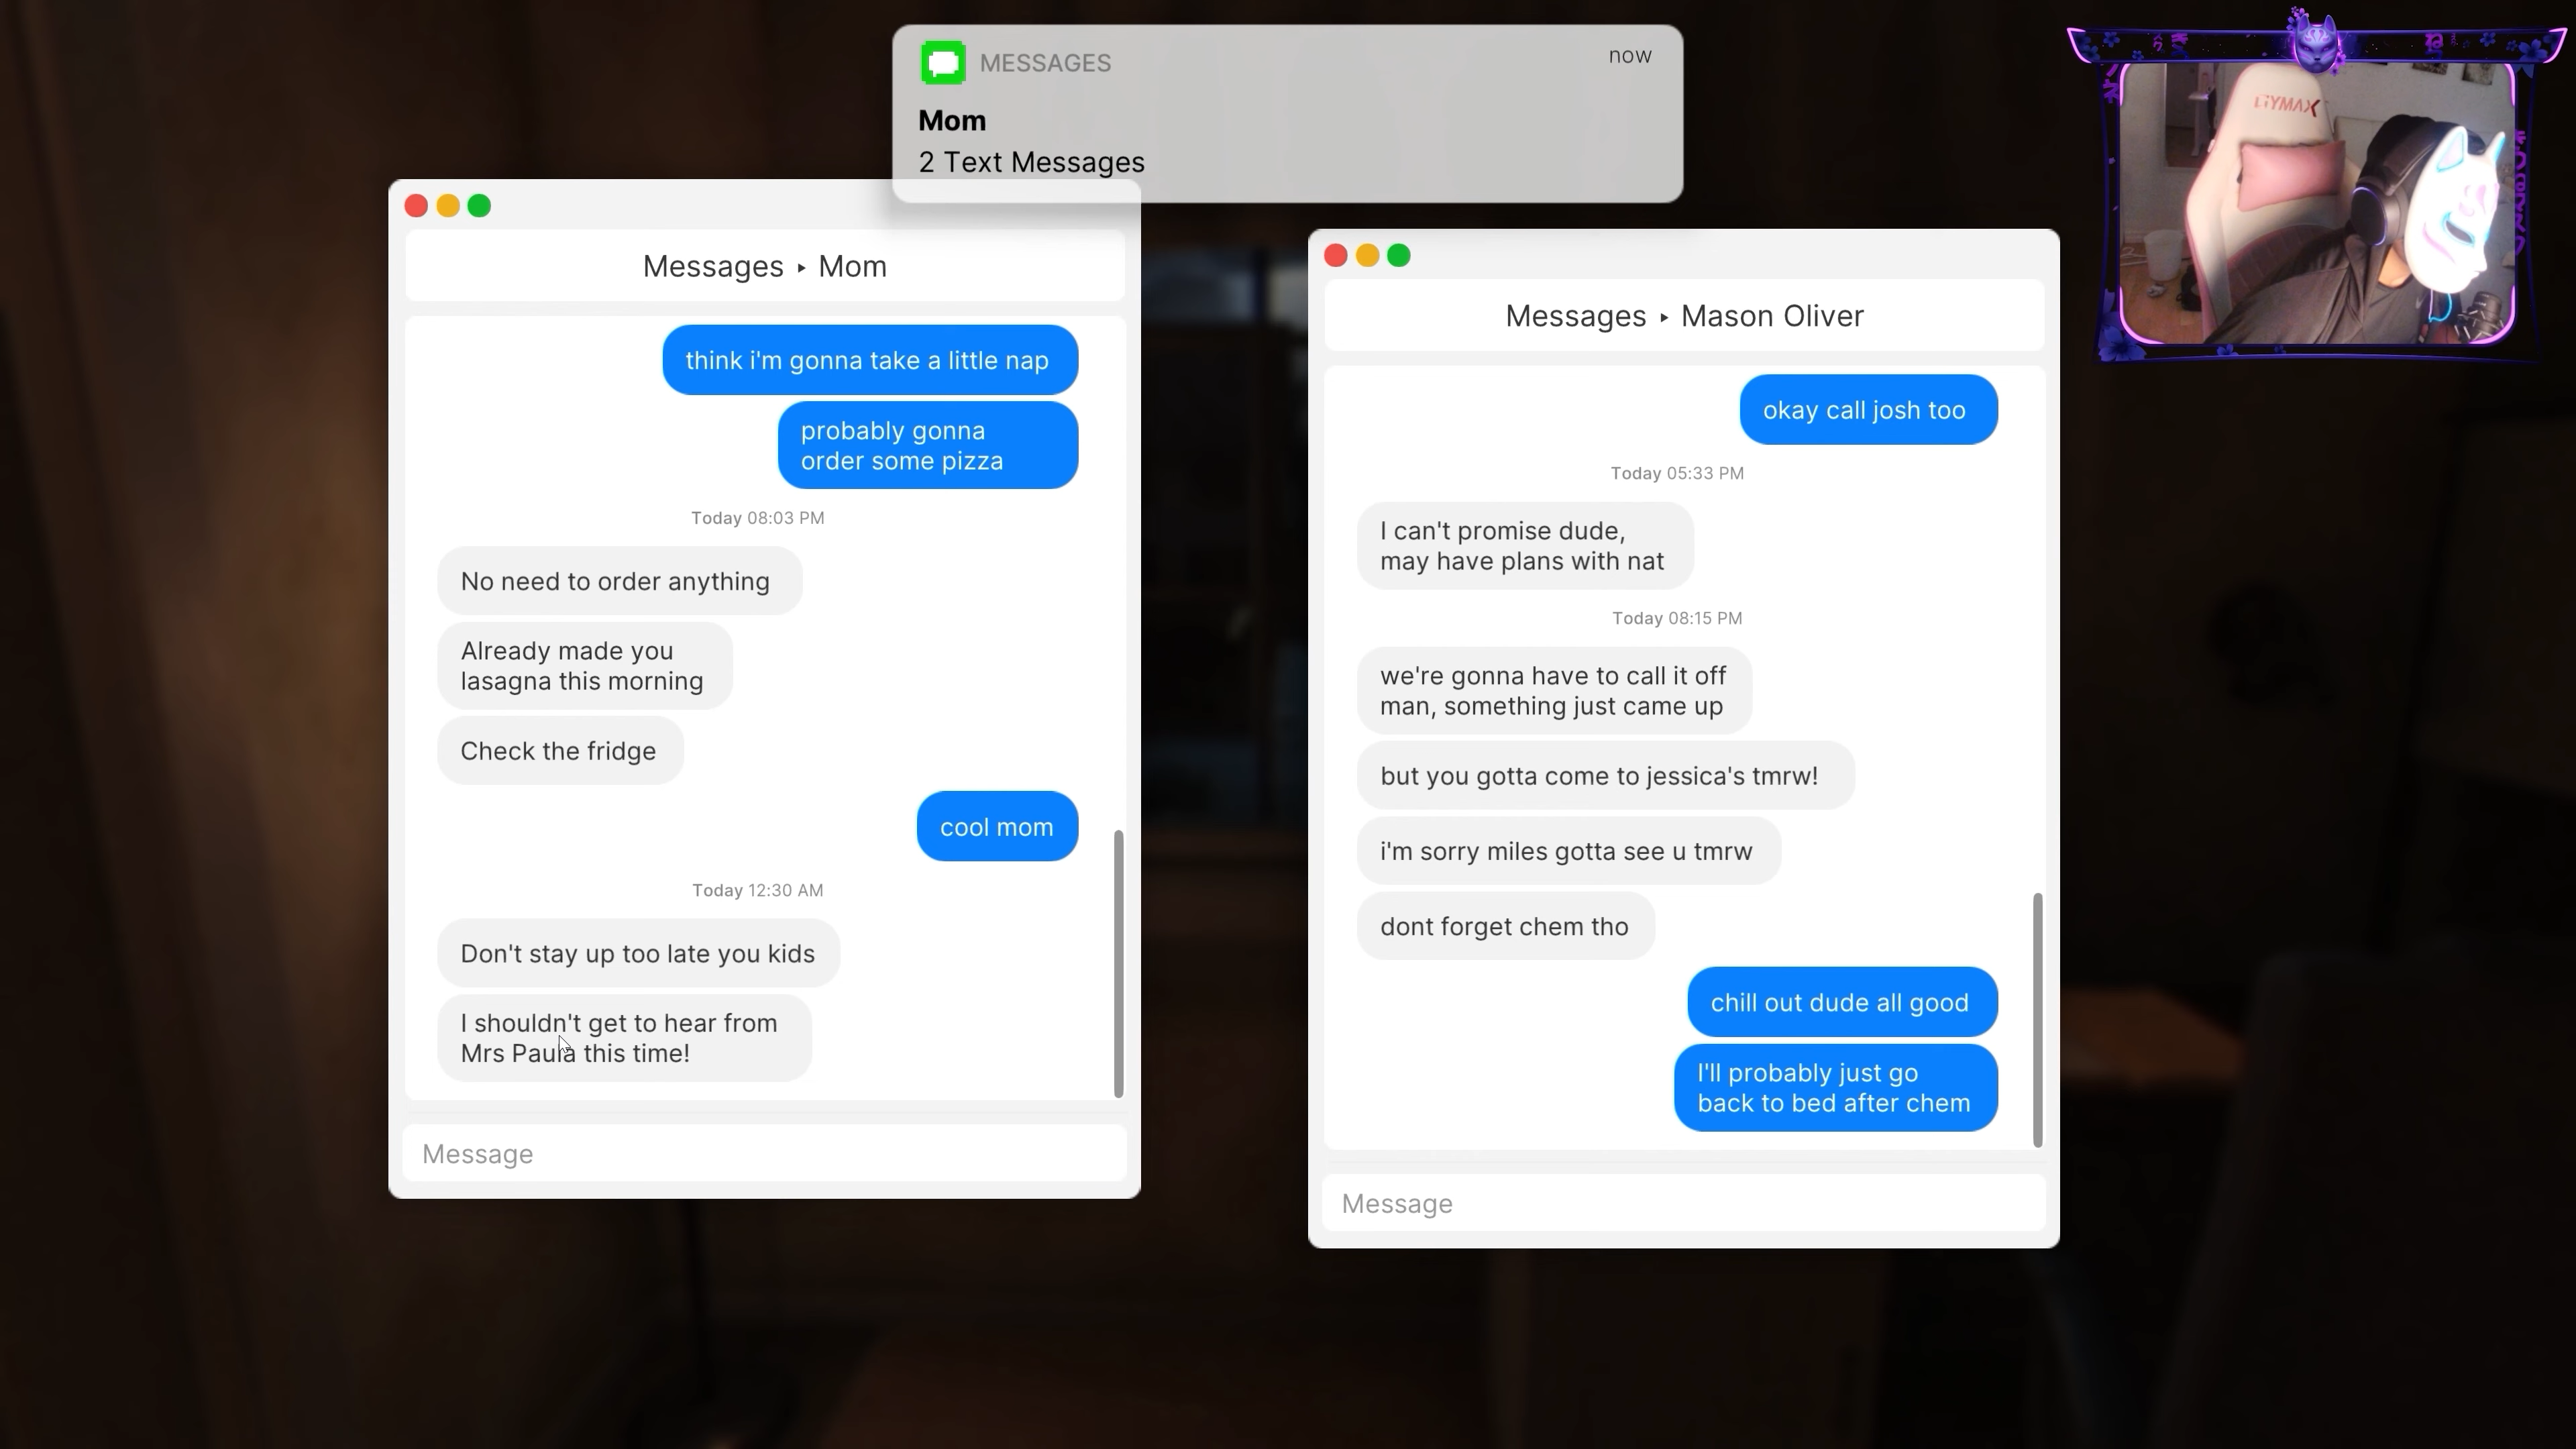 MESSAGES
now
Mom
2 Text Messages
Messages ‣ Mom
think i'm gonna take a little nap
probably gonna
order some pizza
Today 08:03 PM
No need to order anything
Already made you
lasagna this morning
Check the fridge
cool mom
Today 12:30 AM
Don't stay up too late you kids
I shouldn't get to hear from
Mrs Paula this time!
Message
Messages ‣ Mason Oliver
okay call josh too
Today 05:33 PM
I can't promise dude,
may have plans with nat
Today 08:15 PM
we're gonna have to call it off
man, something just came up
but you gotta come to jessica's tmrw!
i'm sorry miles gotta see u tmrw
dont forget chem tho
chill out dude all good
I'll probably just go
back to bed after chem
Message